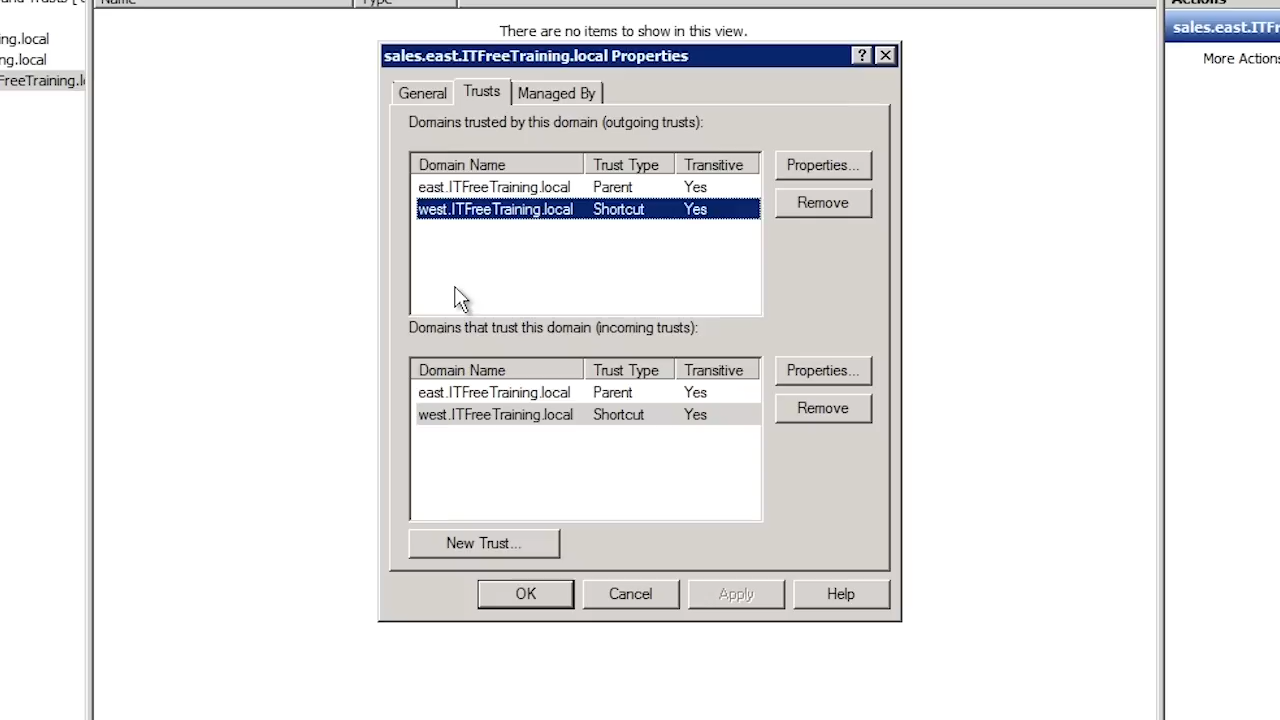 There are no items to show in this view.
sales.east.ITFreeTraining.local Properties
General Trusts Managed By
Domains trusted by this domain (outgoing trusts):
Domain Name Trust Type Transitive
east.ITFreeTraining.local Parent Yes
west.ITFreeTraining.local Shortcut Yes
Properties...
Remove
Domains that trust this domain (incoming trusts):
Domain Name Trust Type Transitive
east.ITFreeTraining.local Parent Yes
west.ITFreeTraining.local Shortcut Yes
Properties...
Remove
New Trust...
OK Cancel Apply Help
ng.local
ng.local
FreeTraining.l
Name Type
Actions
sales.east.ITFr
More Actions